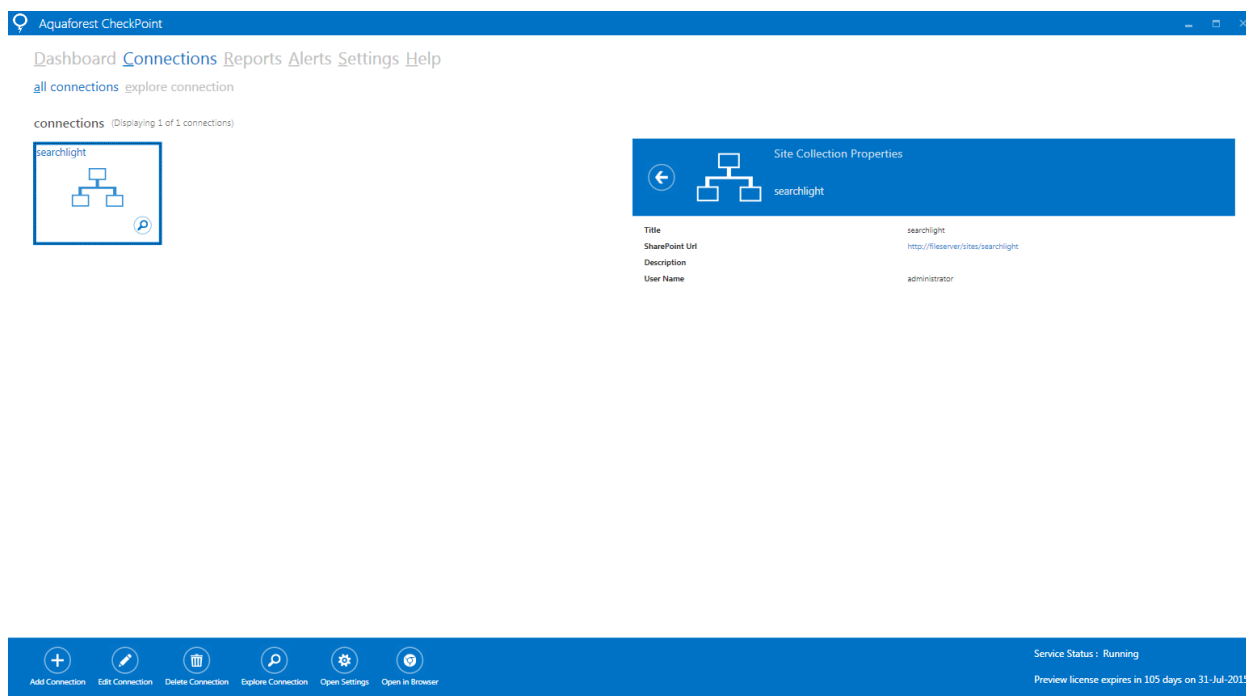 Aquaforest CheckPoint
Dashboard Connections Reports Alerts Settings Help
all connections explore connection
connections (Displaying 1 of 1 connections)
searchlight
Site Collection Properties
searchlight
Title searchlight
SharePoint Url http://fileserver/sites/searchlight
Description
User Name administrator
Add Connection Edit Connection Delete Connection Explore Connection Open Settings Open in Browser
Service Status : Running
Preview license expires in 105 days on 31-Jul-2015